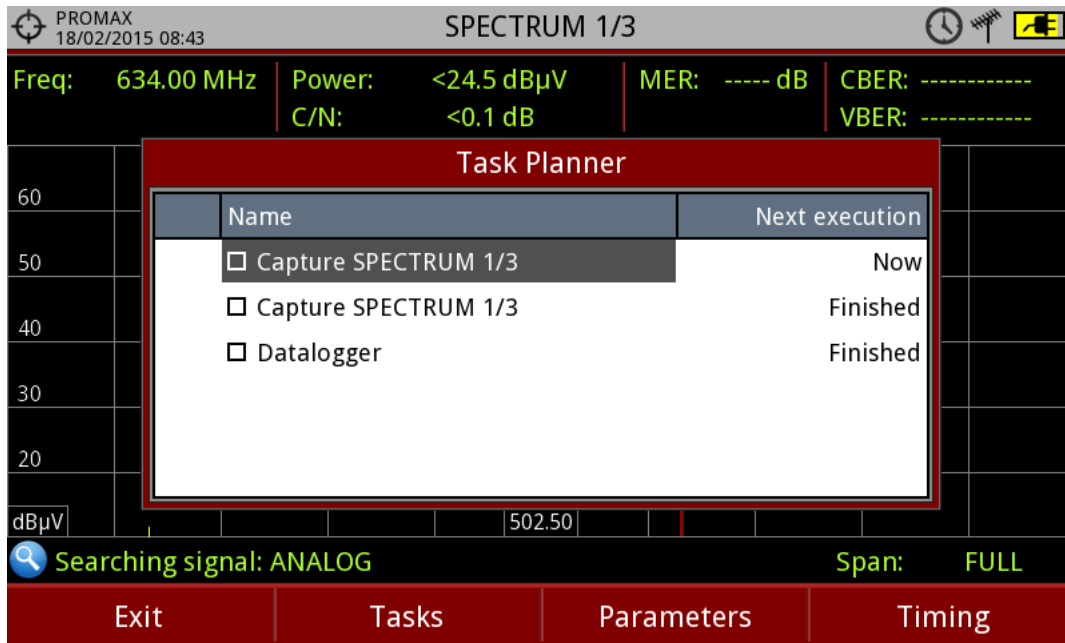 PROMAX
18/02/2015 08:43
SPECTRUM 1/3
Freq: 634.00 MHz Power: <24.5 dBµV MER: ----- dB CBER: ------------
C/N: <0.1 dB VBER: ------------
Task Planner
Name Next execution
Capture SPECTRUM 1/3 Now
Capture SPECTRUM 1/3 Finished
Datalogger Finished
60
50
40
30
20
dBµV 502.50
Searching signal: ANALOG Span: FULL
Exit Tasks Parameters Timing